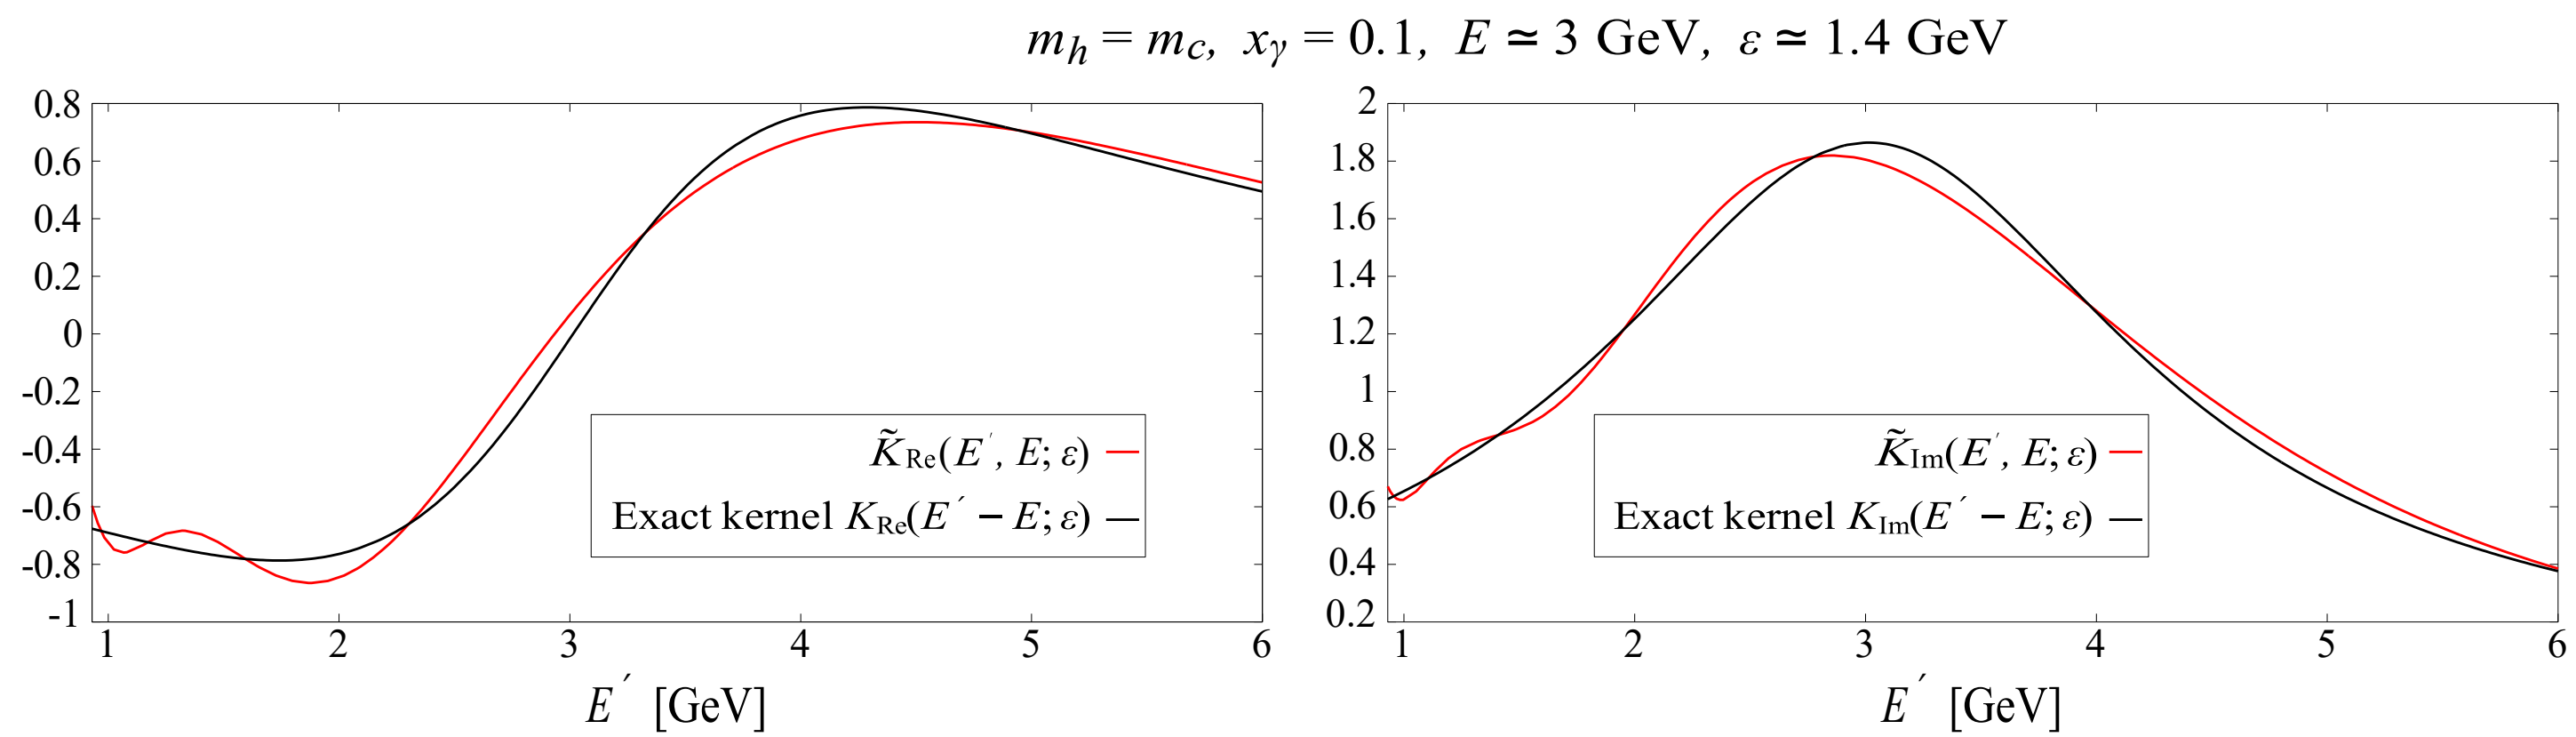 m_h = m_c, x_γ = 0.1, E ≃ 3 GeV, ε ≃ 1.4 GeV
0.8
0.6
0.4
0.2
0
-0.2
-0.4
-0.6
-0.8
-1
K̃_Re(E′, E; ε)
Exact kernel K_Re(E′ − E; ε)
1 2 3 4 5 6
E′ [GeV]
2
1.8
1.6
1.4
1.2
1
0.8
0.6
0.4
0.2
K̃_Im(E′, E; ε)
Exact kernel K_Im(E′ − E; ε)
1 2 3 4 5 6
E′ [GeV]